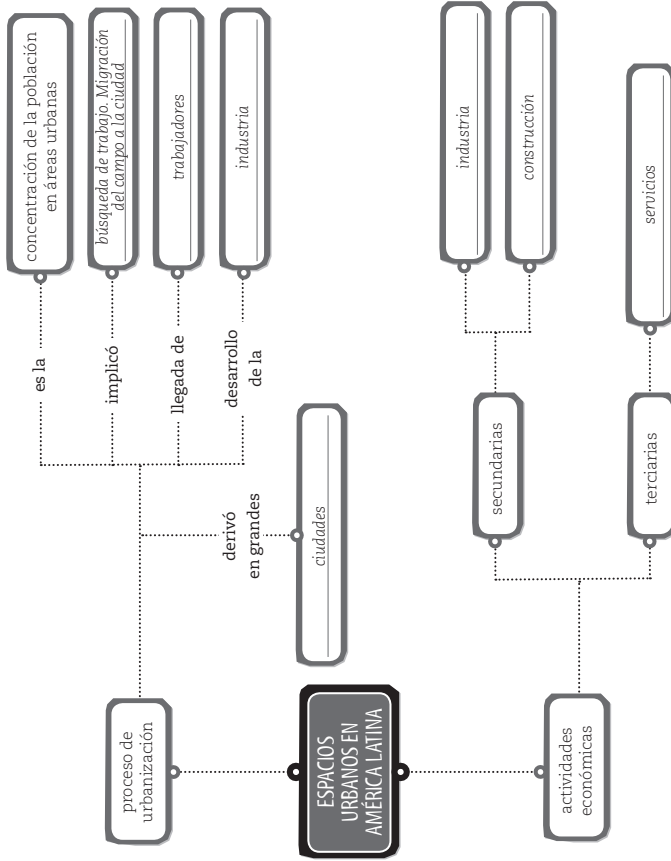 concentración de la población
en áreas urbanas
es la
búsqueda de trabajo. Migración
del campo a la ciudad
implicó
trabajadores
llegada de
industria
desarrollo
de la
derivó
en grandes
ciudades
proceso de
urbanización
ESPACIOS
URBANOS EN
AMÉRICA LATINA
actividades
económicas
secundarias
industria
construcción
terciarias
servicios